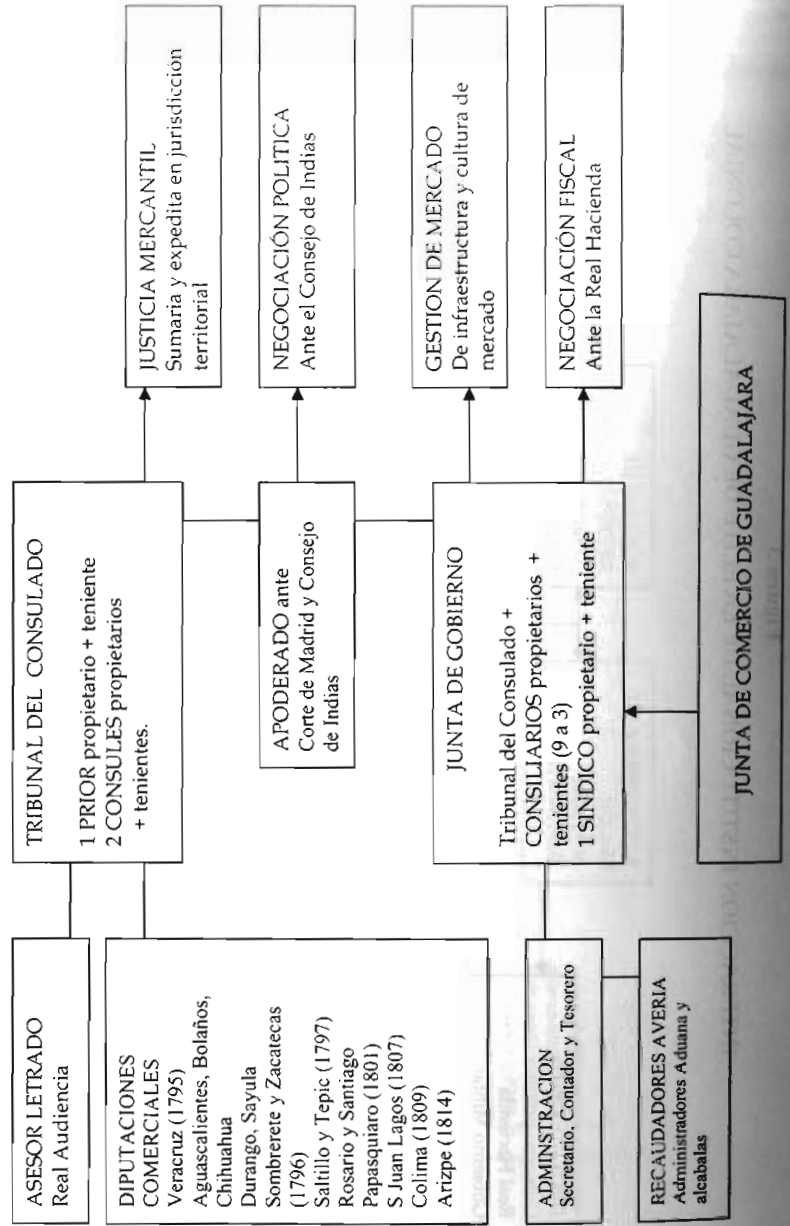 ASESOR LETRADO
Real Audiencia
DIPUTACIONES
COMERCIALES
Veracruz (1795)
Aguascalientes, Bolaños,
Chihuahua
Durango, Sayula
Sombrerete y Zacatecas
(1796)
Saltillo y Tepic (1797)
Rosario y Santiago
Papasquiaro (1801)
S Juan Lagos (1807)
Colima (1809)
Arizpe (1814)
ADMINSTRACION
Secretario, Contador y Tesorero
RECAUDADORES AVERIA
Administradores Aduana y
alcabalas
TRIBUNAL DEL CONSULADO
1 PRIOR propietario + teniente
2 CONSULES propietarios
+ tenientes.
APODERADO ante
Corte de Madrid y Consejo
de Indias
JUNTA DE GOBIERNO
Tribunal del Consulado +
CONSILIARIOS propietarios +
tenientes (9 a 3)
1 SINDICO propietario + teniente
JUNTA DE COMERCIO DE GUADALAJARA
JUSTICIA MERCANTIL
Sumaria y expedita en jurisdicción
territorial
NEGOCIACIÓN POLITICA
Ante el Consejo de Indias
GESTION DE MERCADO
De infraestructura y cultura de
mercado
NEGOCIACIÓN FISCAL
Ante la Real Hacienda